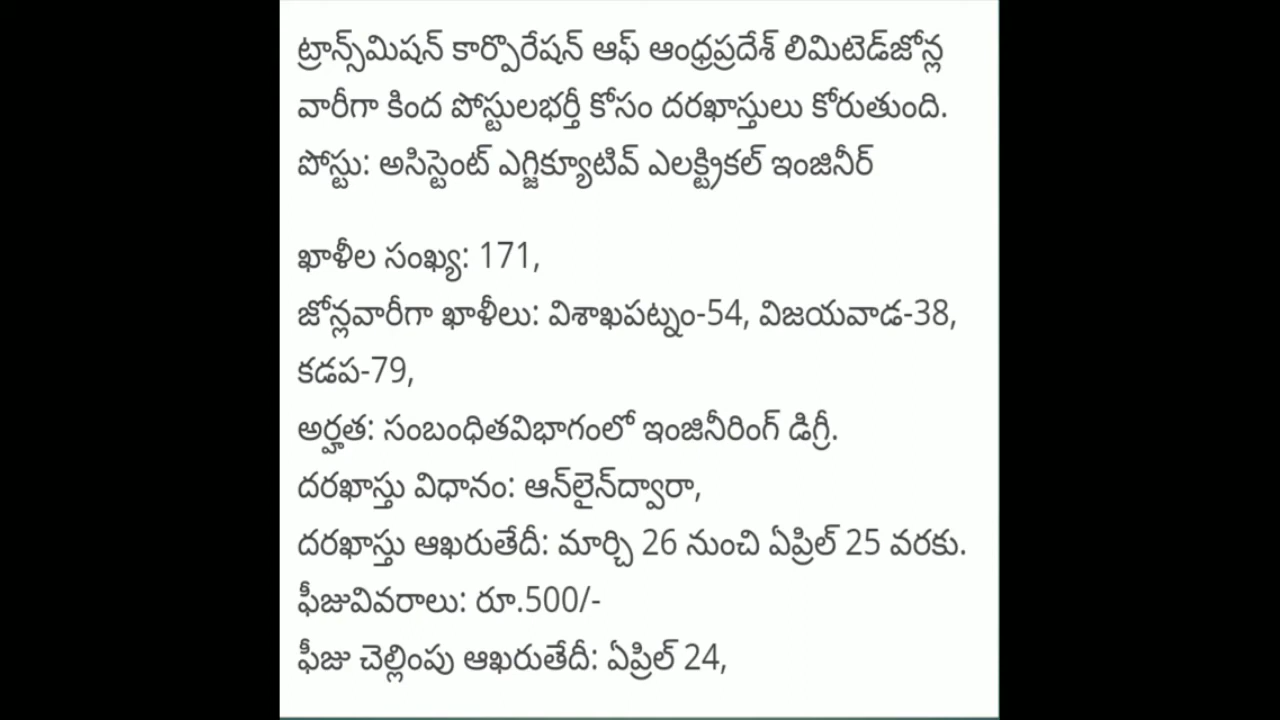 ట్రాన్స్‌మిషన్ కార్పొరేషన్ ఆఫ్ ఆంధ్రప్రదేశ్ లిమిటెడ్‌జోన్ల
వారీగా కింద పోస్టులభర్తీ కోసం దరఖాస్తులు కోరుతుంది.
పోస్టు: అసిస్టెంట్ ఎగ్జిక్యూటివ్ ఎలక్ట్రికల్ ఇంజినీర్
ఖాళీల సంఖ్య: 171,
జోన్లవారీగా ఖాళీలు: విశాఖపట్నం-54, విజయవాడ-38,
కడప-79,
అర్హత: సంబంధితవిభాగంలో ఇంజినీరింగ్ డిగ్రీ.
దరఖాస్తు విధానం: ఆన్‌లైన్‌ద్వారా,
దరఖాస్తు ఆఖరుతేదీ: మార్చి 26 నుంచి ఏప్రిల్ 25 వరకు.
ఫీజువివరాలు: రూ.500/-
ఫీజు చెల్లింపు ఆఖరుతేదీ: ఏప్రిల్ 24,